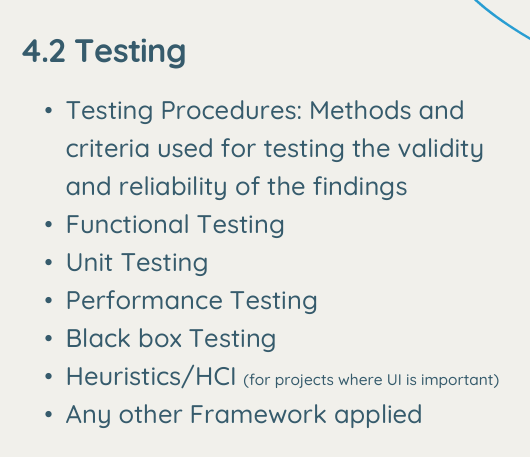 4.2 Testing
• Testing Procedures: Methods and
criteria used for testing the validity
and reliability of the findings
• Functional Testing
• Unit Testing
• Performance Testing
• Black box Testing
• Heuristics/HCI (for projects where UI is important)
• Any other Framework applied